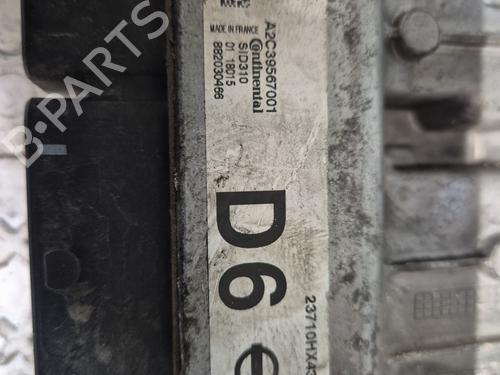 MADE IN FRANCE
A2C39567001
Continental
SID310
01 18015
882030466
D6
23710HX4
B-PARTS